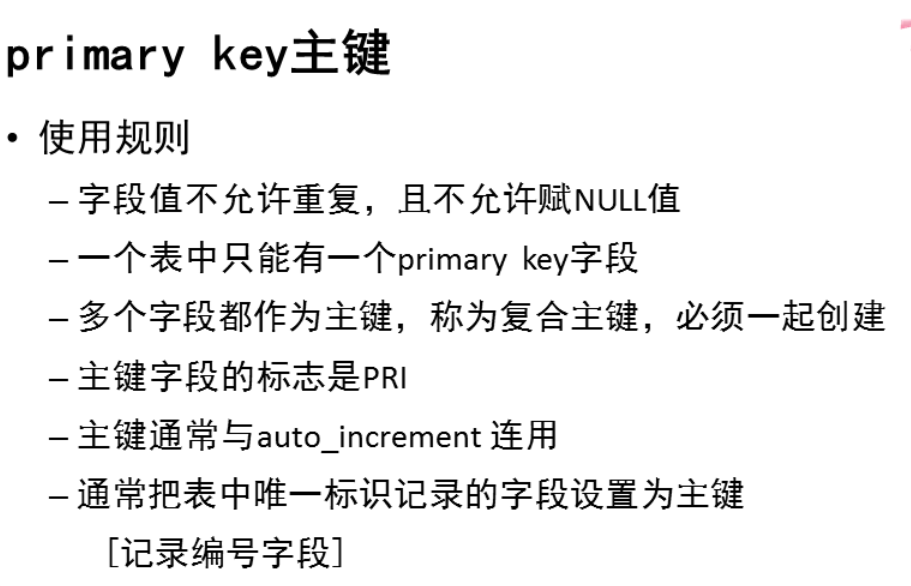 primary key主键
• 使用规则
– 字段值不允许重复，且不允许赋NULL值
– 一个表中只能有一个primary key字段
– 多个字段都作为主键，称为复合主键，必须一起创建
– 主键字段的标志是PRI
– 主键通常与auto_increment 连用
– 通常把表中唯一标识记录的字段设置为主键
[记录编号字段]